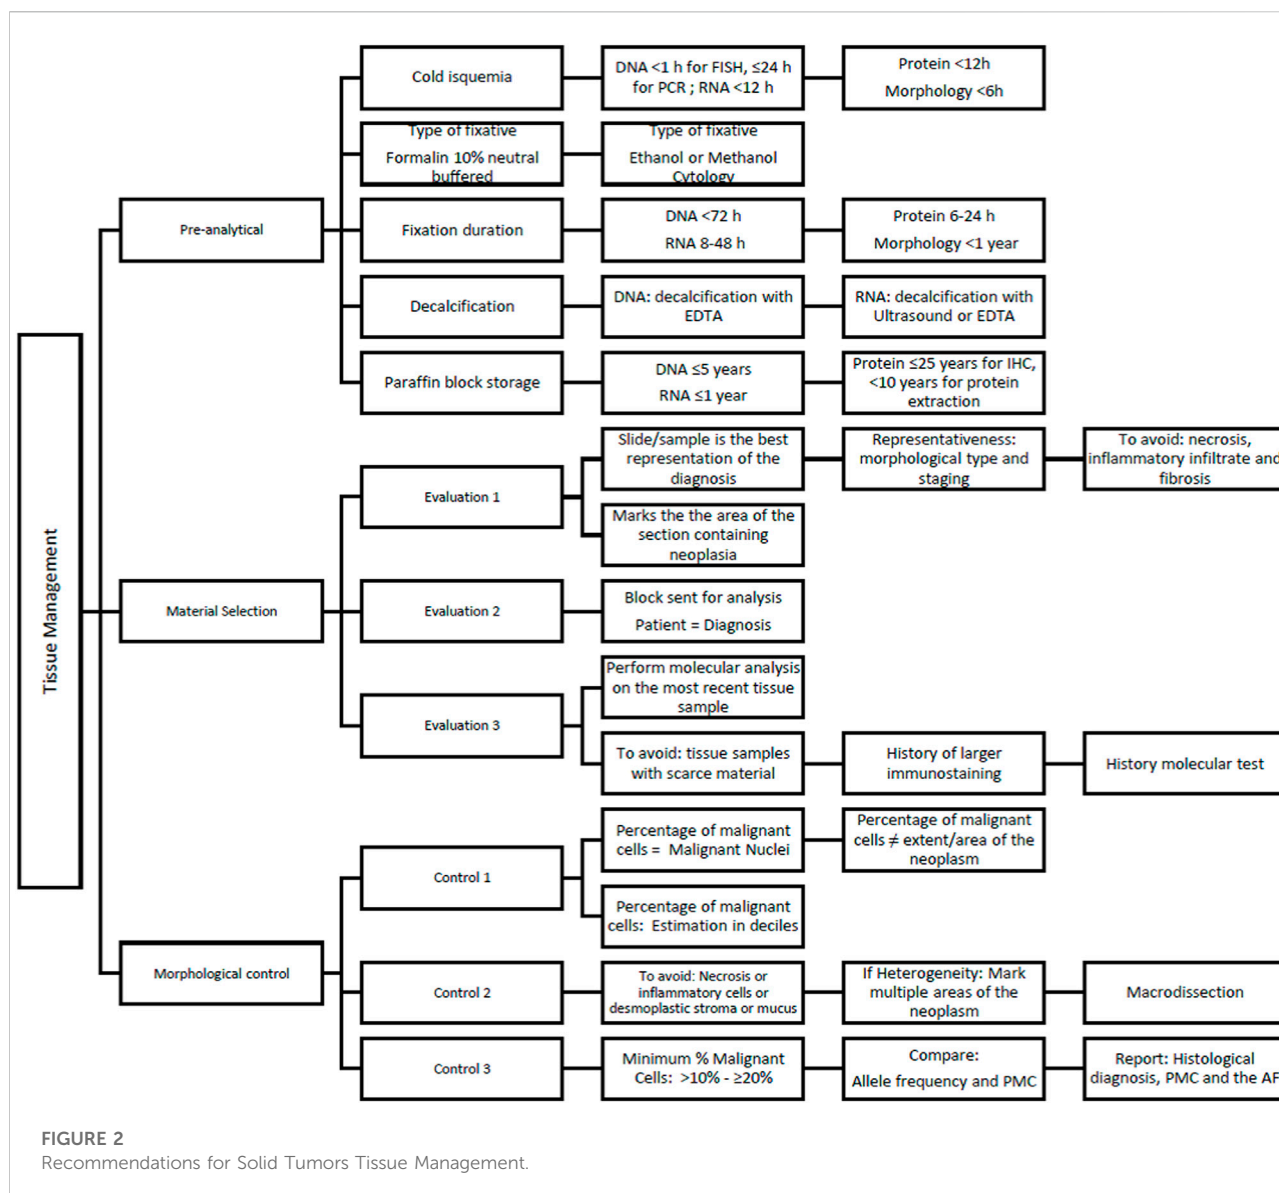 Tissue Management
Pre-analytical
Cold isquemia
DNA <1 h for FISH, ≤24 h
for PCR ; RNA <12 h
Protein <12h
Morphology <6h
Type of fixative
Formalin 10% neutral
buffered
Type of fixative
Ethanol or Methanol
Cytology
Fixation duration
DNA <72 h
RNA 8-48 h
Protein 6-24 h
Morphology <1 year
Decalcification
DNA: decalcification with
EDTA
RNA: decalcification with
Ultrasound or EDTA
Paraffin block storage
DNA ≤5 years
RNA ≤1 year
Protein ≤25 years for IHC,
<10 years for protein
extraction
Material Selection
Evaluation 1
Slide/sample is the best
representation of the
diagnosis
Representativeness:
morphological type and
staging
To avoid: necrosis,
inflammatory infiltrate and
fibrosis
Marks the the area of the
section containing
neoplasia
Evaluation 2
Block sent for analysis
Patient = Diagnosis
Evaluation 3
Perform molecular analysis
on the most recent tissue
sample
To avoid: tissue samples
with scarce material
History of larger
immunostaining
History molecular test
Morphological control
Control 1
Percentage of malignant
cells = Malignant Nuclei
Percentage of malignant
cells ≠ extent/area of the
neoplasm
Percentage of malignant
cells: Estimation in deciles
Control 2
To avoid: Necrosis or
inflammatory cells or
desmoplastic stroma or mucus
If Heterogeneity: Mark
multiple areas of the
neoplasm
Macrodissection
Control 3
Minimum % Malignant
Cells: >10% - ≥20%
Compare:
Allele frequency and PMC
Report: Histological
diagnosis, PMC and the AF
FIGURE 2
Recommendations for Solid Tumors Tissue Management.